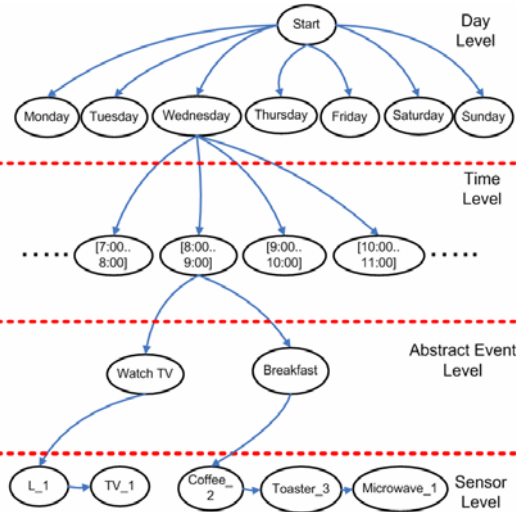 Start
Day
Level
Monday
Tuesday
Wednesday
Thursday
Friday
Saturday
Sunday
Time
Level
.....
[7:00..
8:00]
[8:00..
9:00]
[9:00..
10:00]
[10:00..
11:00]
.....
Abstract Event
Level
Watch TV
Breakfast
L_1
TV_1
Coffee_
2
Toaster_3
Microwave_1
Sensor
Level